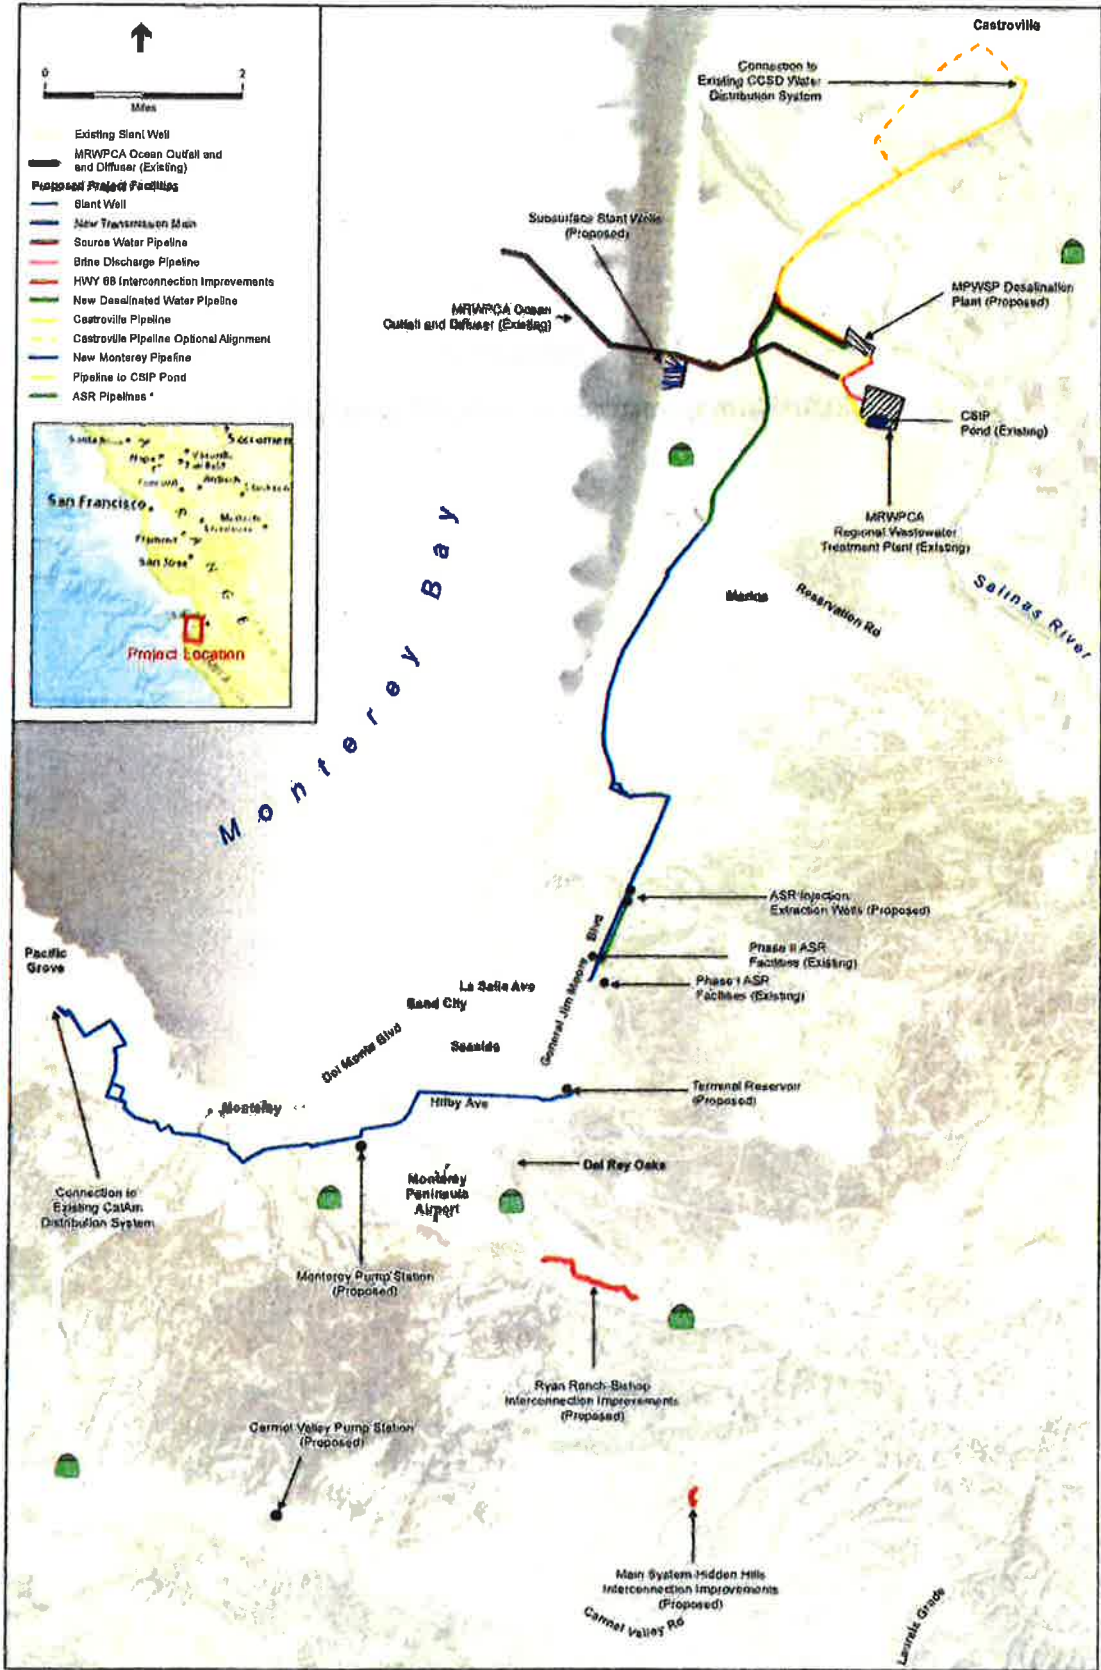 0
2
Miles
Existing Slant Well
MRWPCA Ocean Outfall and
and Diffuser (Existing)
Proposed Project Facilities
Slant Well
New Transmission Main
Source Water Pipeline
Brine Discharge Pipeline
HWY 68 Interconnection Improvements
New Desalinated Water Pipeline
Castroville Pipeline
Castroville Pipeline Optional Alignment
New Monterey Pipeline
Pipeline to CSIP Pond
ASR Pipelines *
San Francisco
San Jose
Project Location
Castroville
Connection to
Existing CCSD Water
Distribution System
Subsurface Slant Wells
(Proposed)
MRWPCA Ocean
Outfall and Diffuser (Existing)
MPWSP Desalination
Plant (Proposed)
CSIP
Pond (Existing)
MRWPCA
Regional Wastewater
Treatment Plant (Existing)
Salinas River
Marina
Reservation Rd
Monterey Bay
ASR Injection
Extraction Wells (Proposed)
Phase II ASR
Facilities (Existing)
Phase I ASR
Facilities (Existing)
General Jim Moore Blvd
Pacific
Grove
La Salle Ave
Sand City
Del Monte Blvd
Seaside
Terminal Reservoir
(Proposed)
Hilby Ave
Monterey
Del Rey Oaks
Monterey
Peninsula
Airport
Connection to
Existing CalAm
Distribution System
Monterey Pump Station
(Proposed)
Ryan Ranch-Bishop
Interconnection Improvements
(Proposed)
Carmel Valley Pump Station
(Proposed)
Main System-Hidden Hills
Interconnection Improvements
(Proposed)
Carmel Valley Rd
Laureles Grade